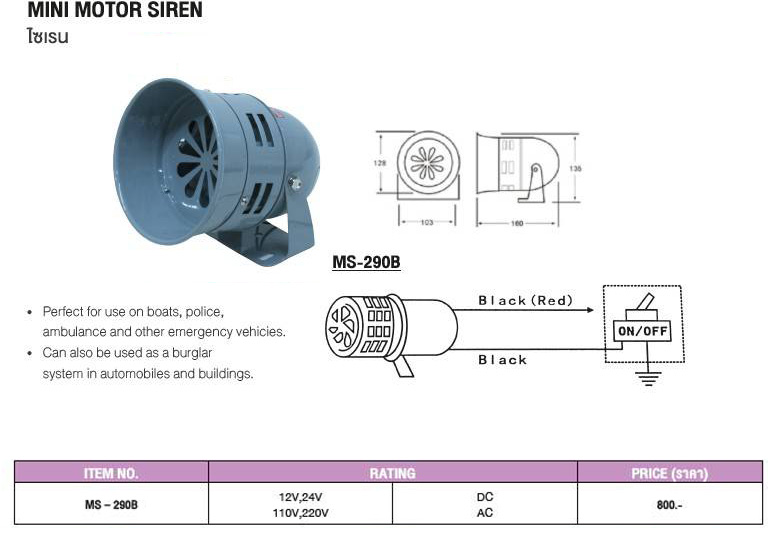 MINI MOTOR SIREN
ไซเรน
128
103
160
135
MS-290B
Black(Red)
ON/OFF
Black
• Perfect for use on boats, police,
ambulance and other emergency vehicies.
• Can also be used as a burglar
system in automobiles and buildings.
ITEM NO. RATING PRICE (ราคา)
MS – 290B 12V,24V DC 800.-
110V,220V AC